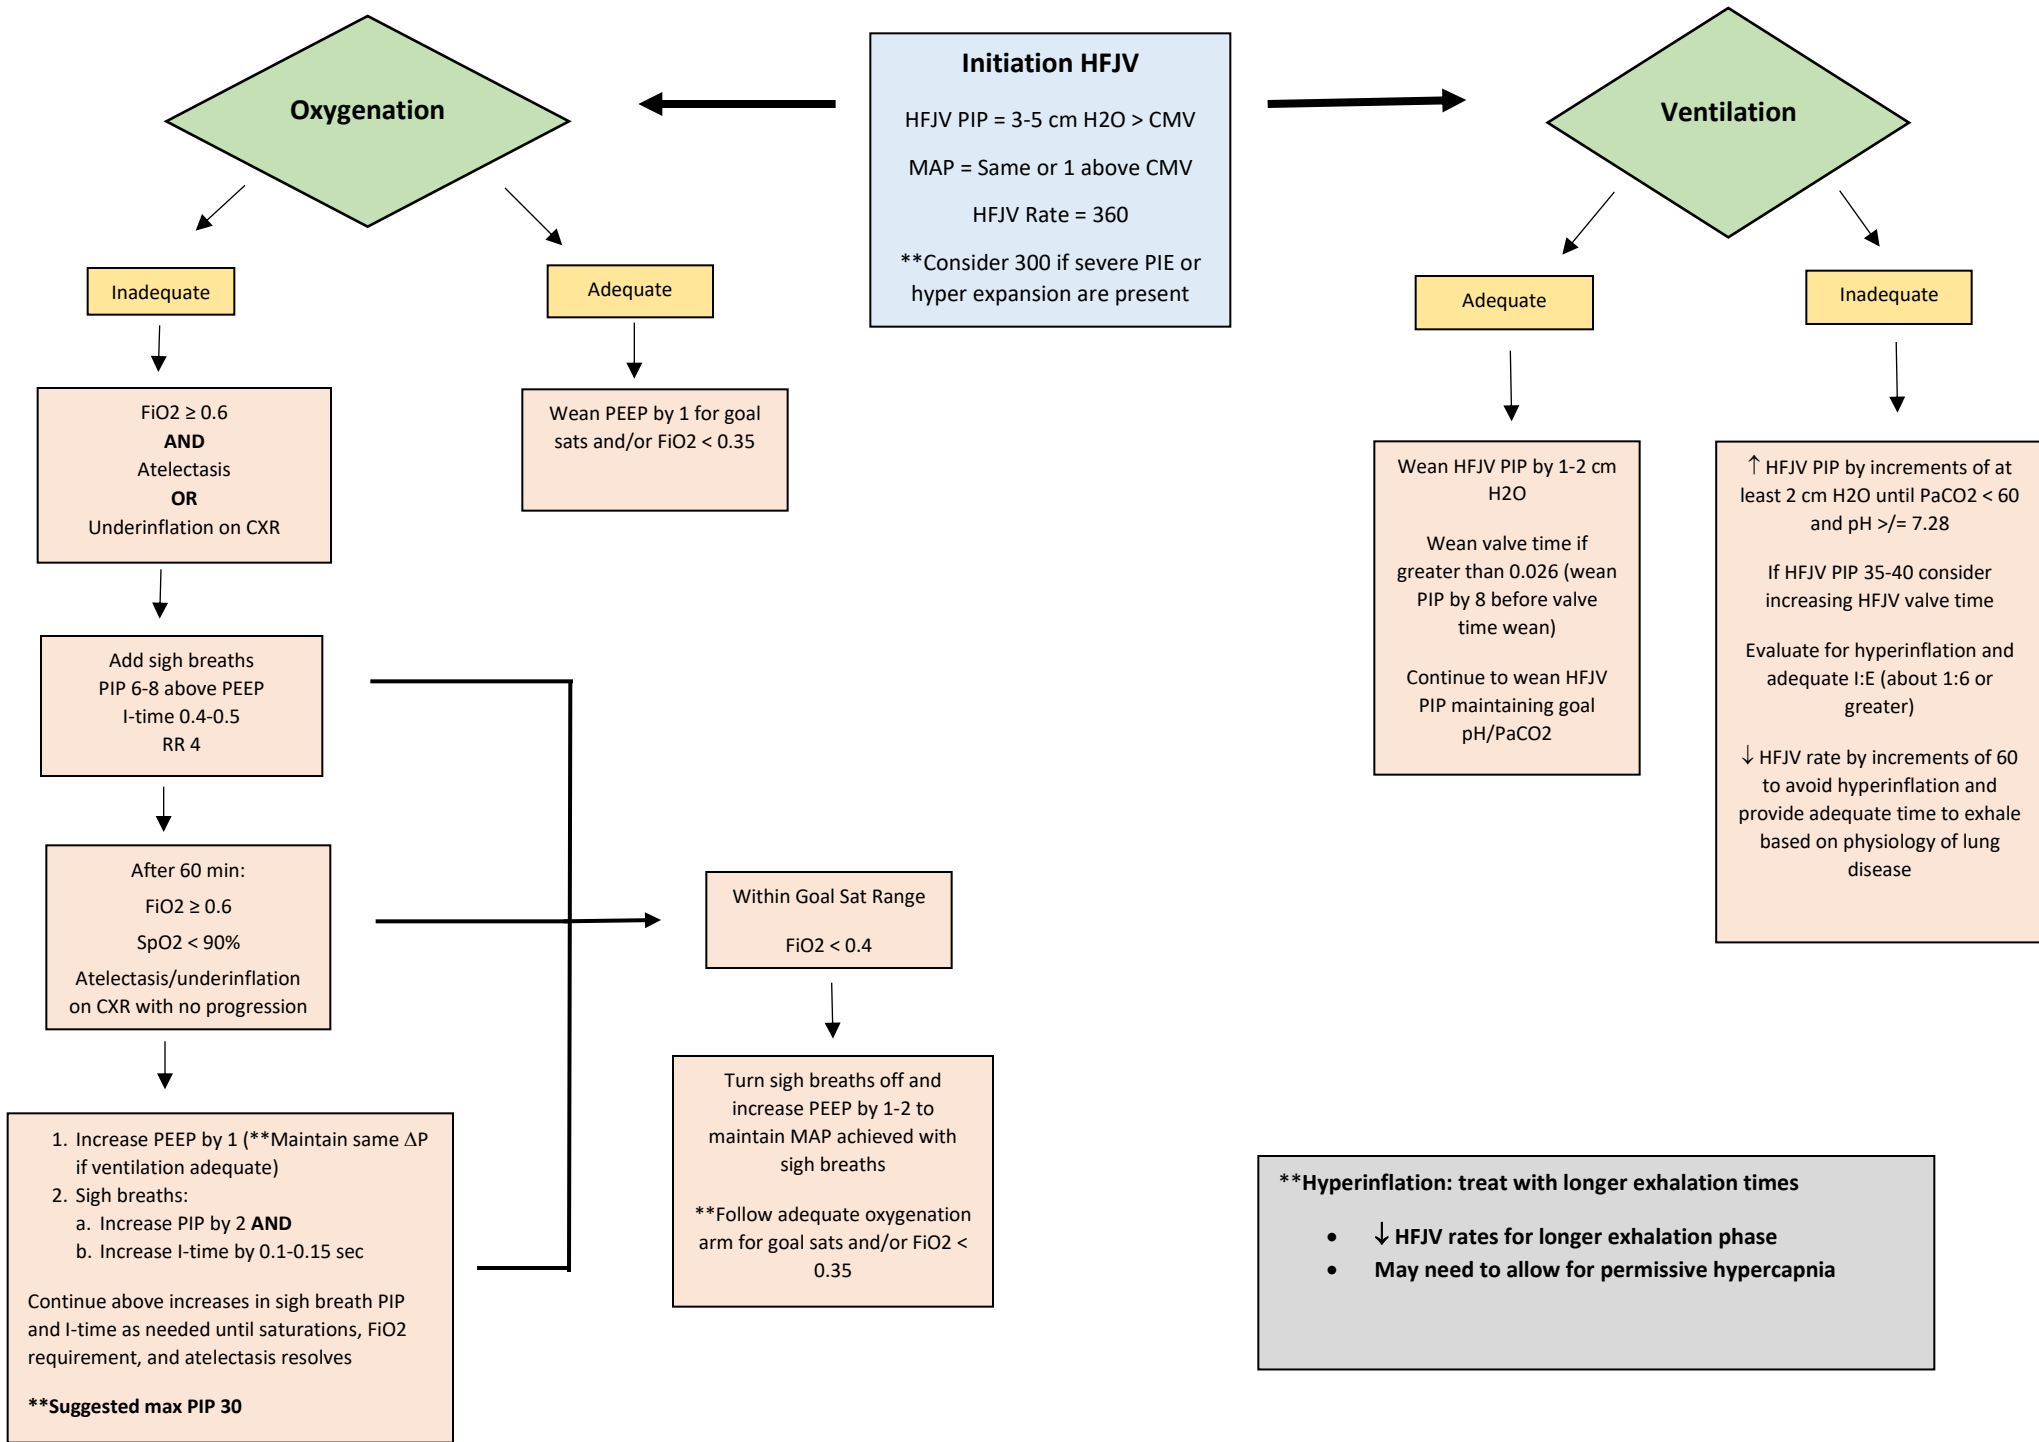 Oxygenation
Initiation HFJV
HFJV PIP = 3-5 cm H2O > CMV
MAP = Same or 1 above CMV
HFJV Rate = 360
**Consider 300 if severe PIE or
hyper expansion are present
Ventilation
Inadequate
Adequate
Adequate
Inadequate
FiO2 ≥ 0.6
AND
Atelectasis
OR
Underinflation on CXR
Wean PEEP by 1 for goal
sats and/or FiO2 < 0.35
Add sigh breaths
PIP 6-8 above PEEP
I-time 0.4-0.5
RR 4
After 60 min:
FiO2 ≥ 0.6
SpO2 < 90%
Atelectasis/underinflation
on CXR with no progression
1. Increase PEEP by 1 (**Maintain same ΔP
if ventilation adequate)
2. Sigh breaths:
a. Increase PIP by 2 AND
b. Increase I-time by 0.1-0.15 sec
Continue above increases in sigh breath PIP
and I-time as needed until saturations, FiO2
requirement, and atelectasis resolves
**Suggested max PIP 30
Within Goal Sat Range
FiO2 < 0.4
Turn sigh breaths off and
increase PEEP by 1-2 to
maintain MAP achieved with
sigh breaths
**Follow adequate oxygenation
arm for goal sats and/or FiO2 <
0.35
Wean HFJV PIP by 1-2 cm
H2O
Wean valve time if
greater than 0.026 (wean
PIP by 8 before valve
time wean)
Continue to wean HFJV
PIP maintaining goal
pH/PaCO2
↑ HFJV PIP by increments of at
least 2 cm H2O until PaCO2 < 60
and pH >/= 7.28
If HFJV PIP 35-40 consider
increasing HFJV valve time
Evaluate for hyperinflation and
adequate I:E (about 1:6 or
greater)
↓ HFJV rate by increments of 60
to avoid hyperinflation and
provide adequate time to exhale
based on physiology of lung
disease
**Hyperinflation: treat with longer exhalation times
• ↓ HFJV rates for longer exhalation phase
• May need to allow for permissive hypercapnia